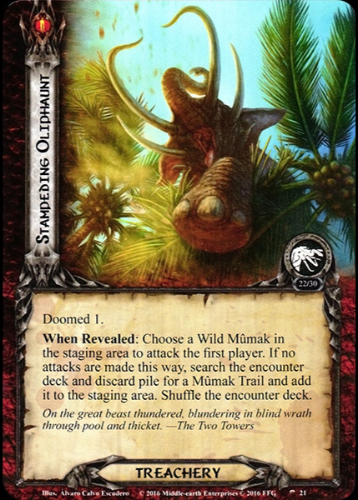 Stampeding Oliphaunt
22/30
Doomed 1.
When Revealed: Choose a Wild Mûmak in
the staging area to attack the first player. If no
attacks are made this way, search the encounter
deck and discard pile for a Mûmak Trail and add
it to the staging area. Shuffle the encounter deck.
On the great beast thundered, blundering in blind wrath
through pool and thicket. —The Two Towers
TREACHERY
Illus. Alvaro Calvo Escudero © 2016 Middle-earth Enterprises © 2016 FFG 21